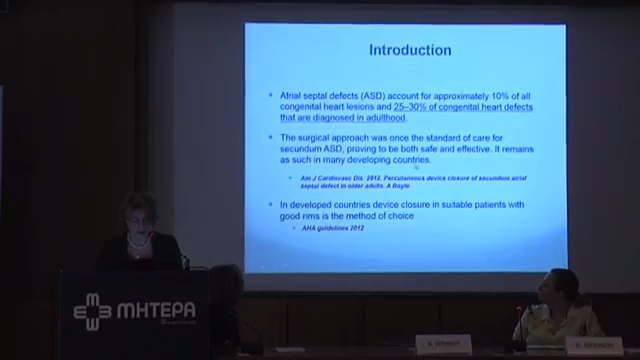 Introduction
Atrial septal defects (ASD) account for approximately 10% of all
congenital heart lesions and 25–30% of congenital heart defects
that are diagnosed in adulthood.
The surgical approach was once the standard of care for
secundum ASD, proving to be both safe and effective. It remains
as such in many developing countries.
Am J Cardiovasc Dis. 2012. Percutaneous device closure of secundum atrial
septal defect in older adults. A Boyle
In developed countries device closure in suitable patients with
good rims is the method of choice
AHA guidelines 2012
ΜΗΤΕΡΑ